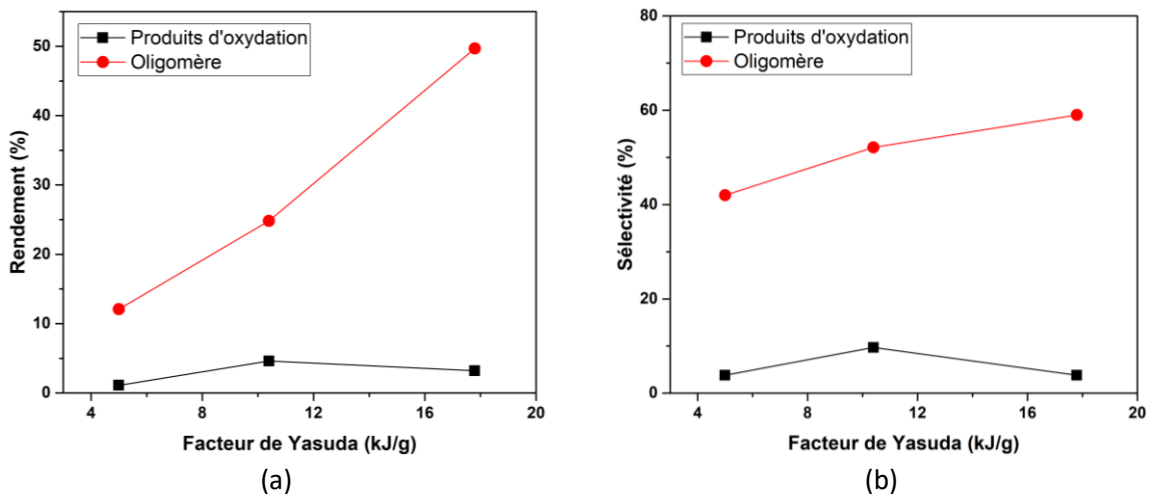 Produits d'oxydation
Oligomère
Rendement (%)
50
40
30
20
10
0
4 8 12 16 20
Facteur de Yasuda (kJ/g)
(a)
Produits d'oxydation
Oligomère
Sélectivité (%)
80
60
40
20
0
4 8 12 16 20
Facteur de Yasuda (kJ/g)
(b)